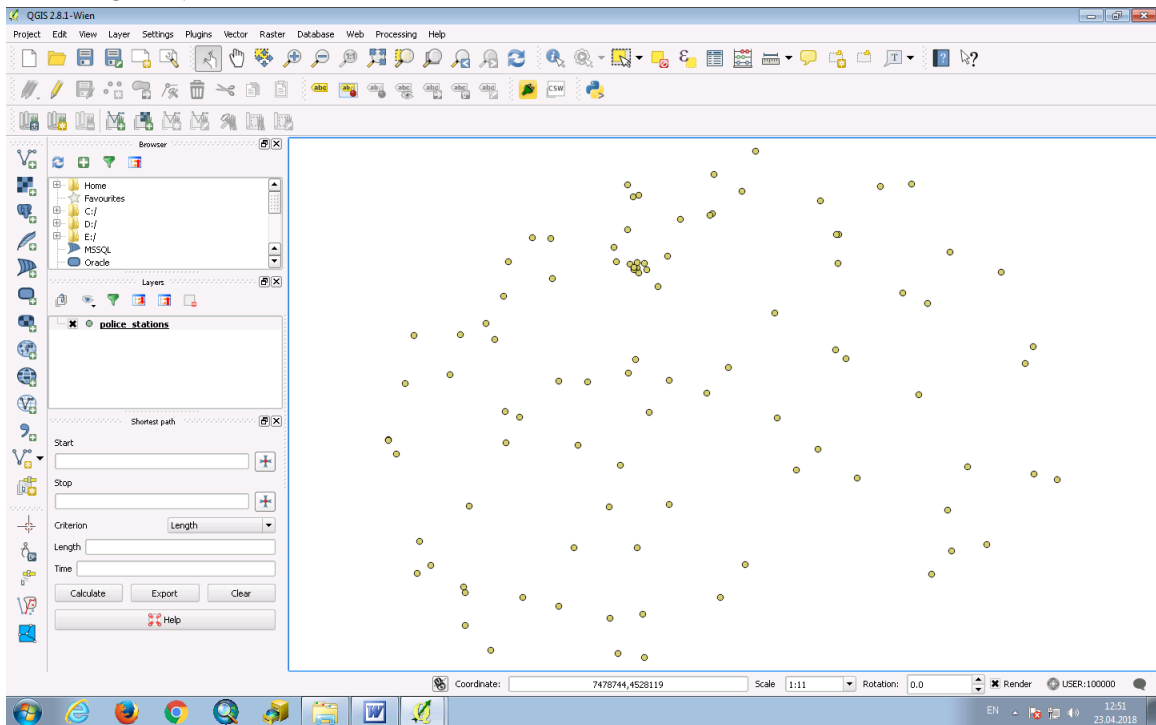 QGIS 2.8.1-Wien
Project Edit View Layer Settings Plugins Vector Raster Database Web Processing Help
abc
CSW
Browser
Home
Favourites
C:/
D:/
E:/
MSSQL
Oracle
Layers
police_stations
Shortest path
Start
Stop
Criterion Length
Length
Time
Calculate Export Clear
Help
Coordinate: 7478744,4528119 Scale 1:11 Rotation: 0.0 Render USER:100000
EN 12:51
23.04.2018